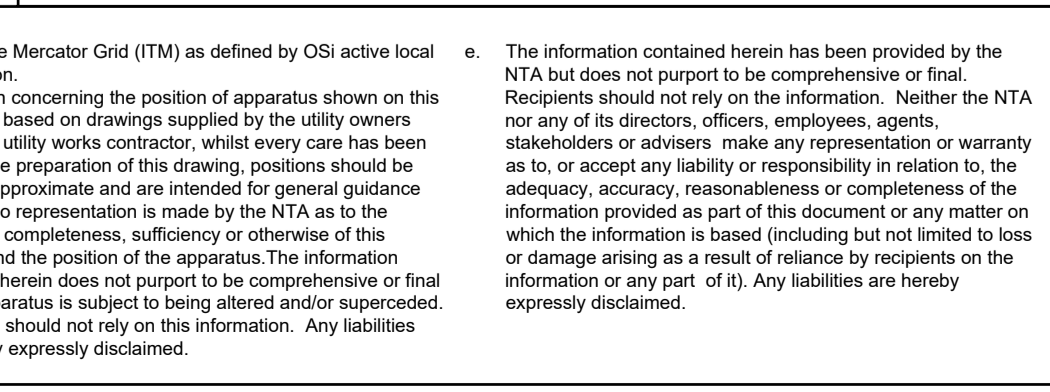 Mercator Grid (ITM) as defined by OSi active local
concerning the position of apparatus shown on this
based on drawings supplied by the utility owners
utility works contractor, whilst every care has been
preparation of this drawing, positions should be
approximate and are intended for general guidance
representation is made by the NTA as to the
completeness, sufficiency or otherwise of this
the position of the apparatus.The information
herein does not purport to be comprehensive or final
is subject to being altered and/or superceded.
should not rely on this information.  Any liabilities
expressly disclaimed.
e. The information contained herein has been provided by the
NTA but does not purport to be comprehensive or final.
Recipients should not rely on the information.  Neither the NTA
nor any of its directors, officers, employees, agents,
stakeholders or advisers  make any representation or warranty
as to, or accept any liability or responsibility in relation to, the
adequacy, accuracy, reasonableness or completeness of the
information provided as part of this document or any matter on
which the information is based (including but not limited to loss
or damage arising as a result of reliance by recipients on the
information or any part  of it). Any liabilities are hereby
expressly disclaimed.